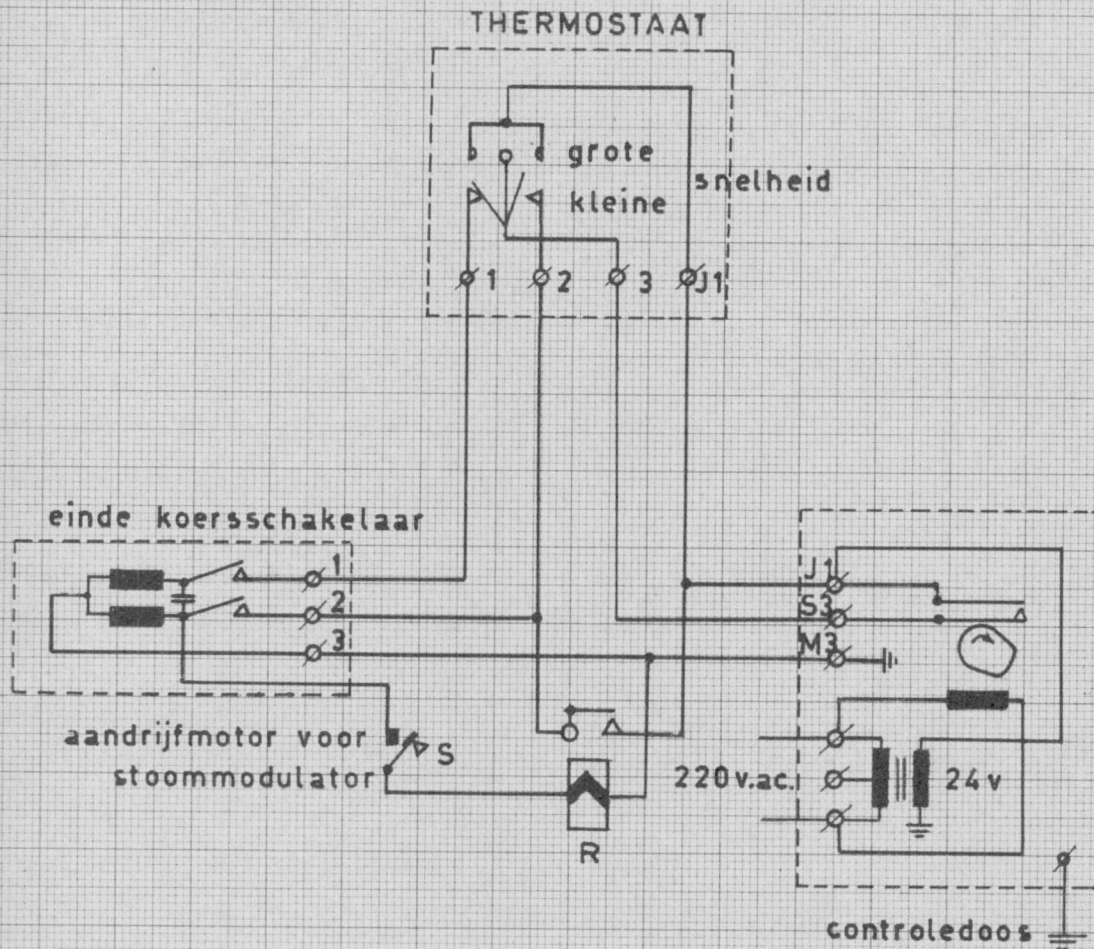 THERMOSTAAT
grote
snelheid
kleine
1
2
3
J1
einde koersschakelaar
1
2
3
J1
S3
M3
aandrijfmotor voor
stoommodulator
S
R
220v.ac.
24v
controledoos